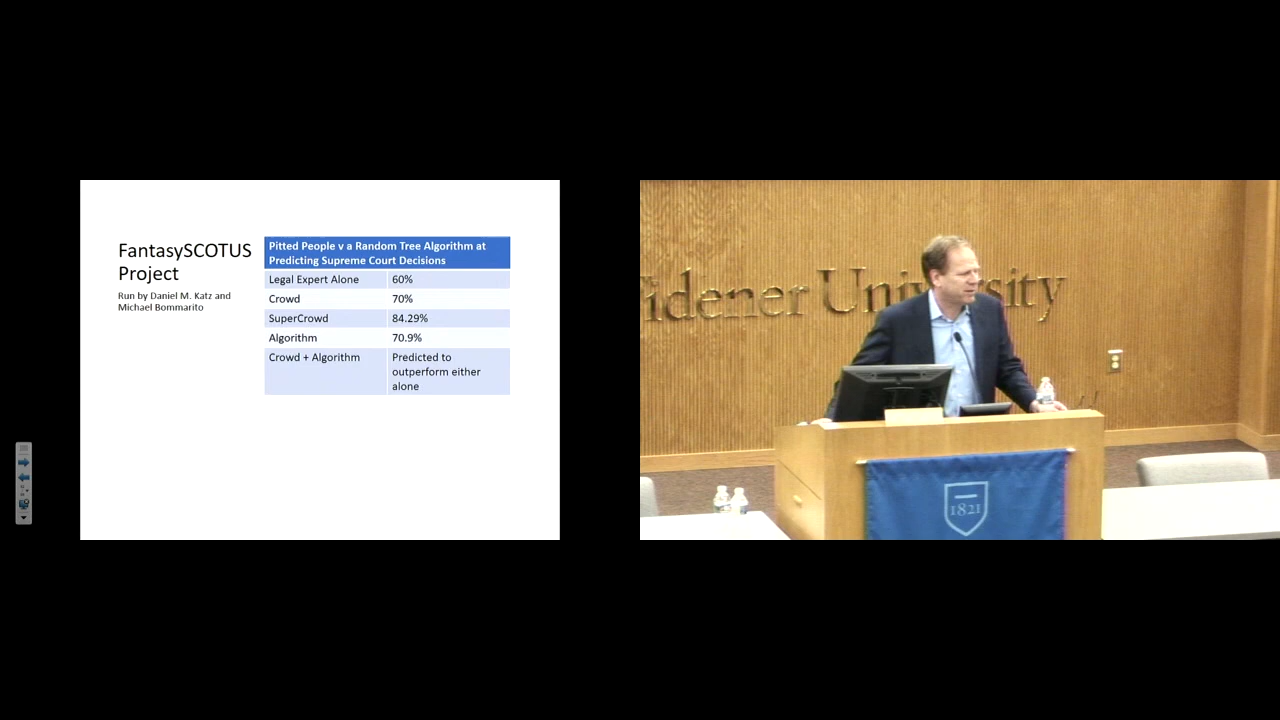 FantasySCOTUS
Project
Run by Daniel M. Katz and
Michael Bommarito
Pitted People v a Random Tree Algorithm at
Predicting Supreme Court Decisions
Legal Expert Alone 60%
Crowd 70%
SuperCrowd 84.29%
Algorithm 70.9%
Crowd + Algorithm Predicted to
outperform either
alone
idener University
1821